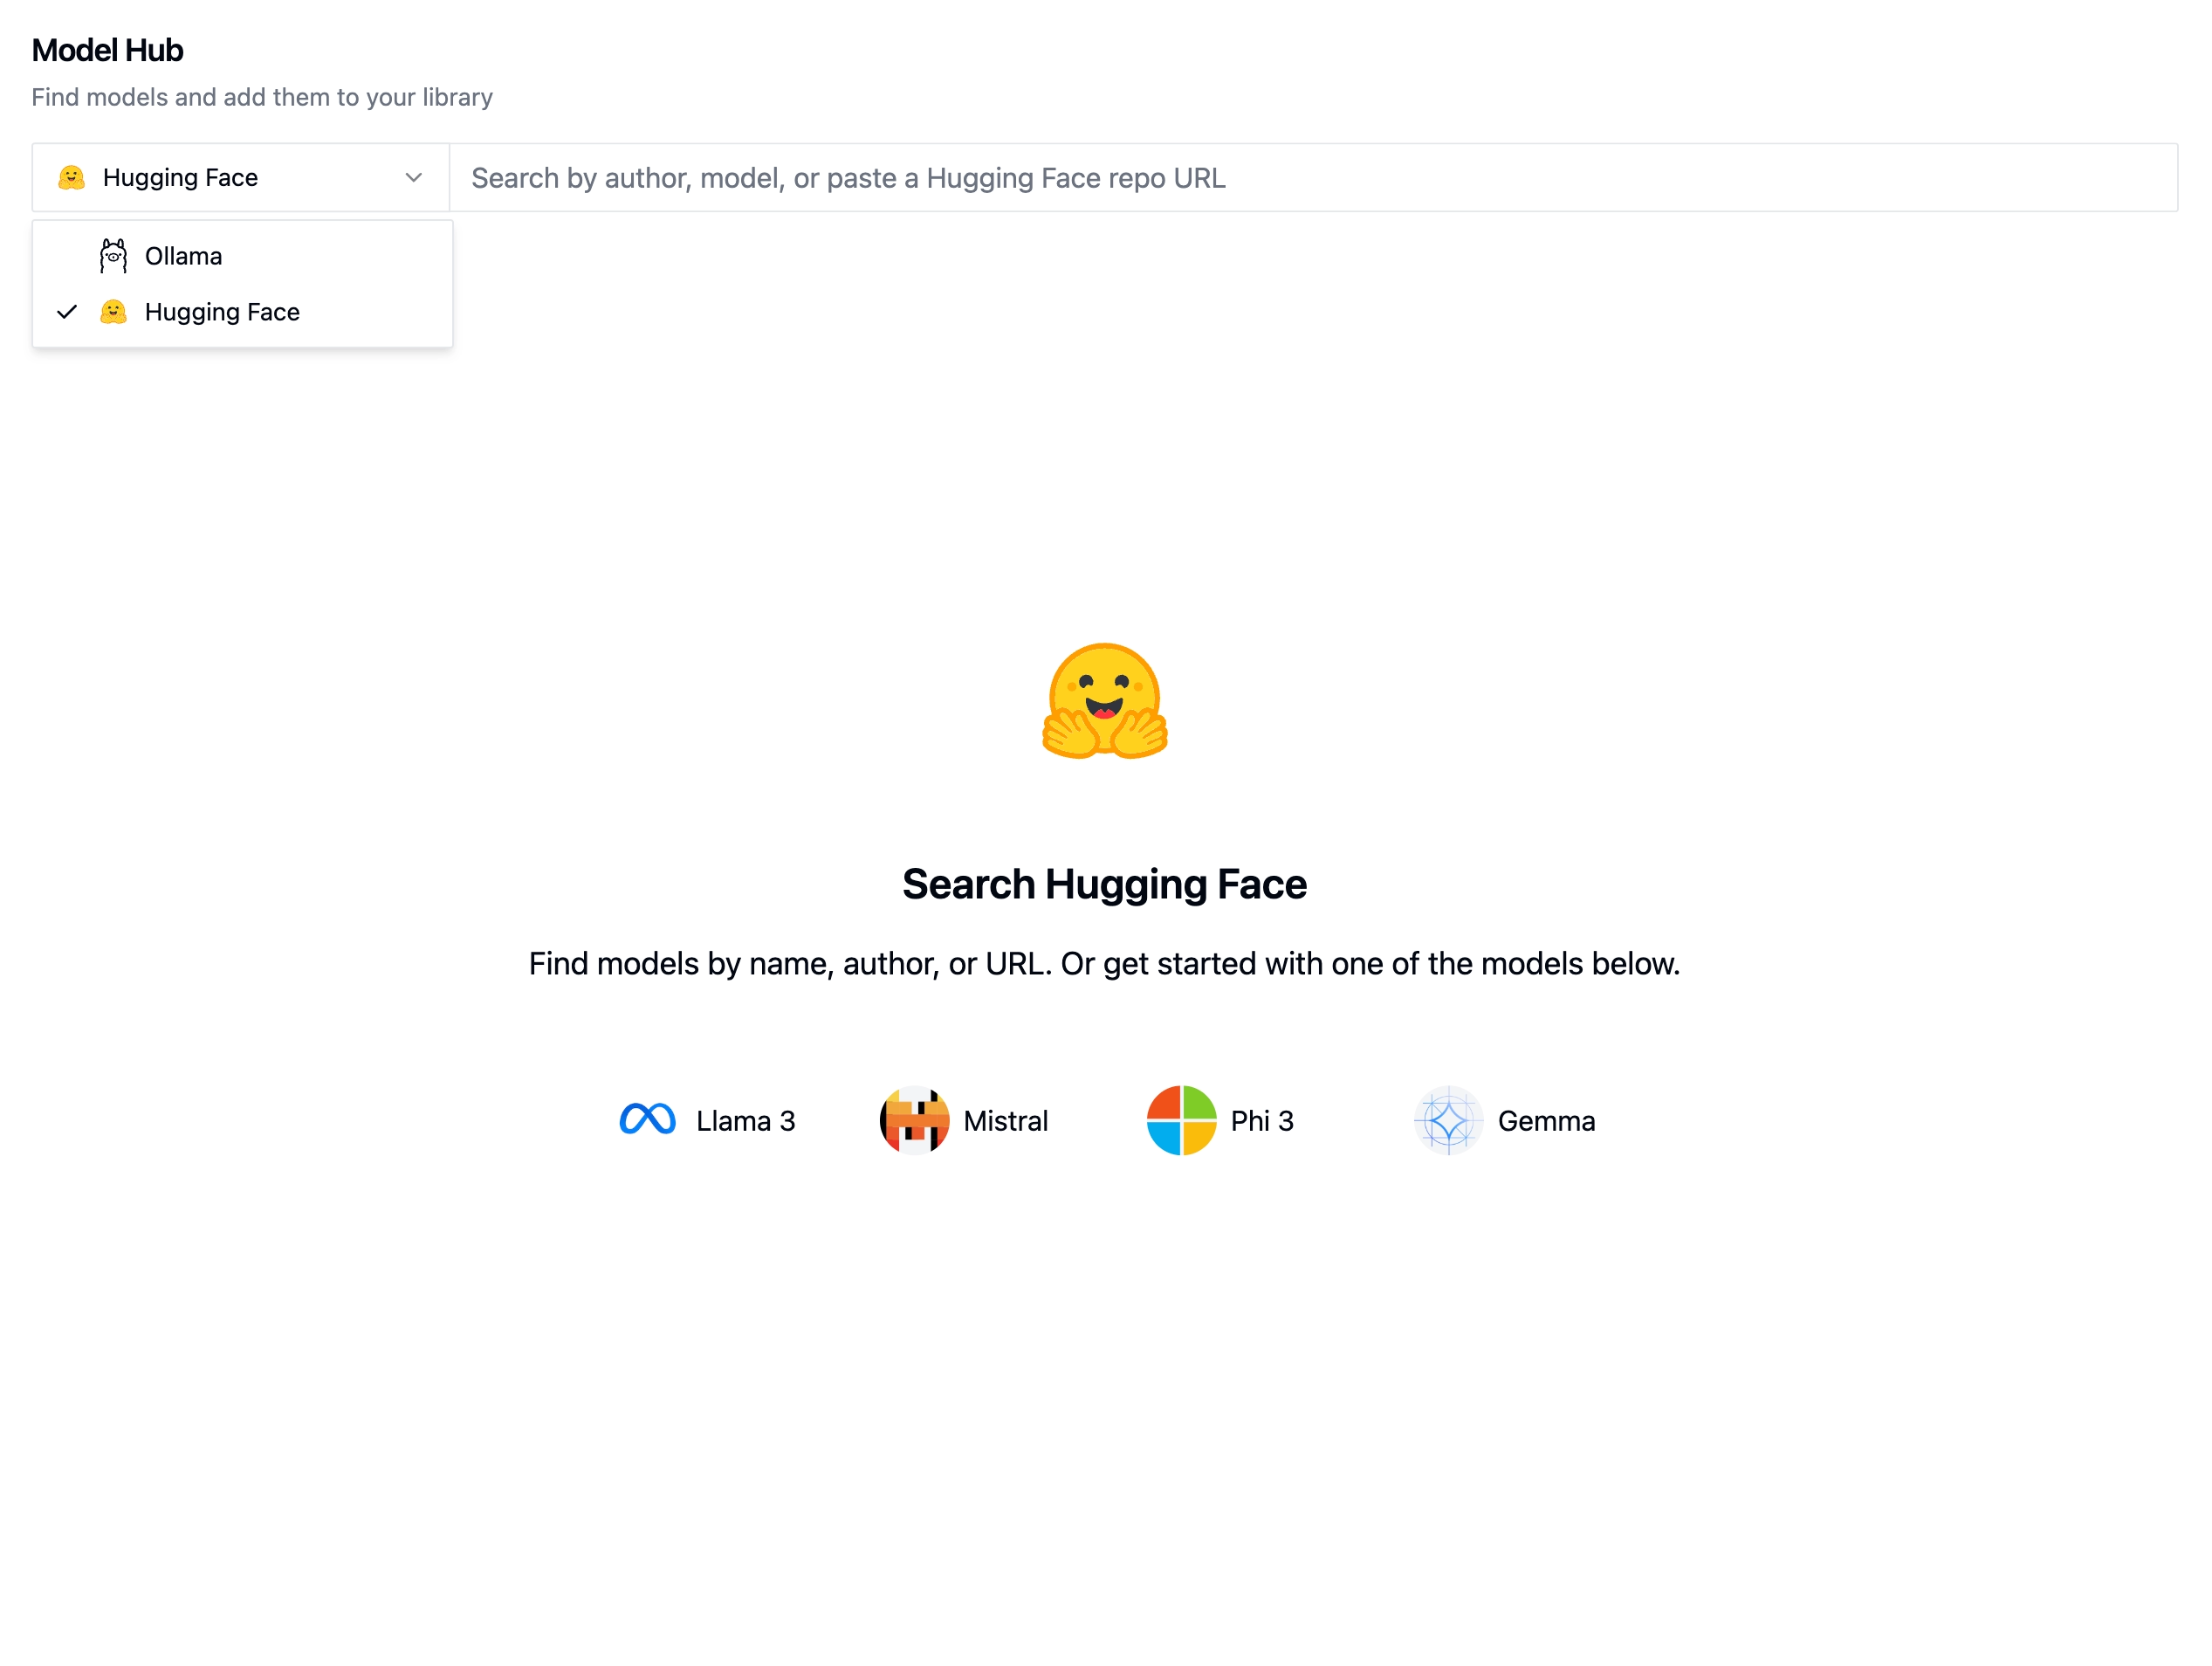 Model Hub
Find models and add them to your library
Hugging Face
Search by author, model, or paste a Hugging Face repo URL
Ollama
Hugging Face
Search Hugging Face
Find models by name, author, or URL. Or get started with one of the models below.
Llama 3
Mistral
Phi 3
Gemma